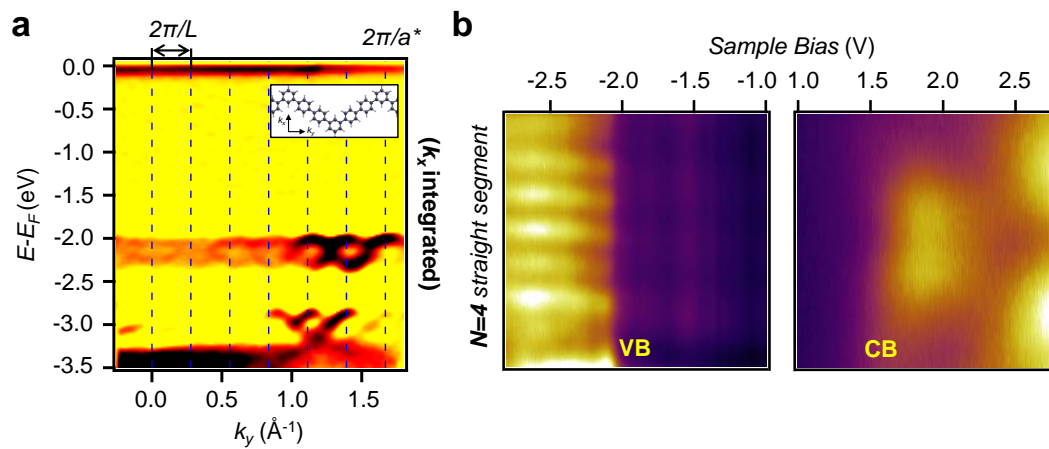 a
2π/L
2π/a*
0.0
-0.5
-1.0
-1.5
-2.0
-2.5
-3.0
-3.5
E-E_F (eV)
k_x
k_y
0.0
0.5
1.0
1.5
k_y (Å⁻¹)
(k_x integrated)
b
Sample Bias (V)
-2.5 -2.0 -1.5 -1.0
1.0 1.5 2.0 2.5
N=4 straight segment
VB
CB